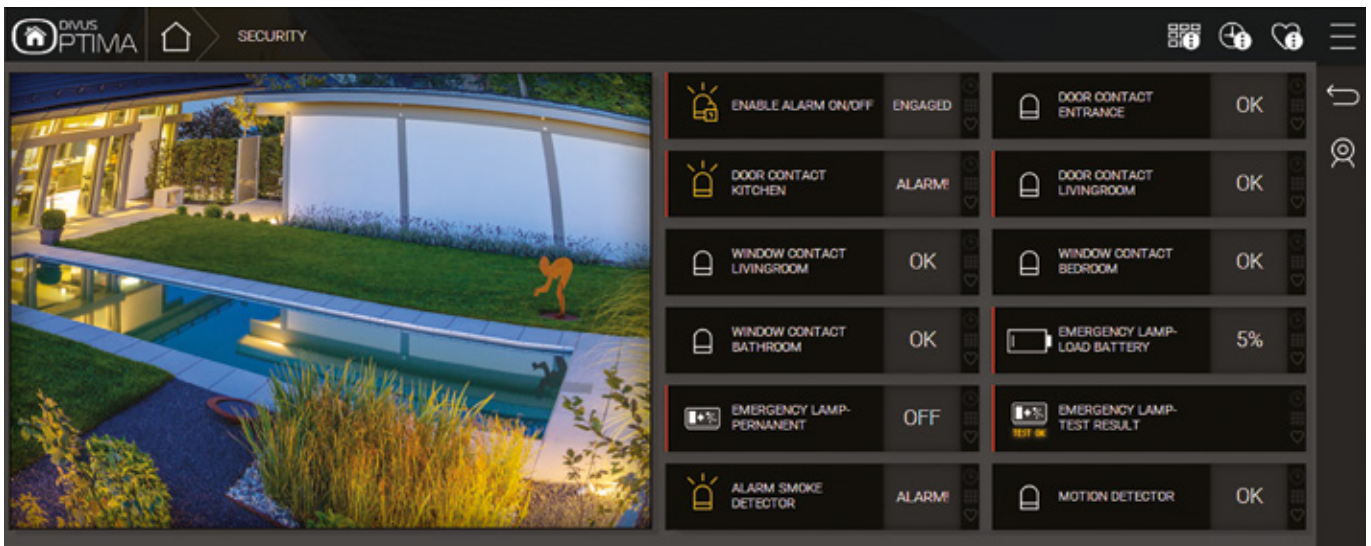 DIVUS
OPTIMA
SECURITY
ENABLE ALARM ON/OFF
ENGAGED
DOOR CONTACT
ENTRANCE
OK
DOOR CONTACT
KITCHEN
ALARM!
DOOR CONTACT
LIVINGROOM
OK
WINDOW CONTACT
LIVINGROOM
OK
WINDOW CONTACT
BEDROOM
OK
WINDOW CONTACT
BATHROOM
OK
EMERGENCY LAMP-
LOAD BATTERY
5%
EMERGENCY LAMP-
PERNANENT
OFF
TEST OK
EMERGENCY LAMP-
TEST RESULT
ALARM SMOKE
DETECTOR
ALARM!
MOTION DETECTOR
OK